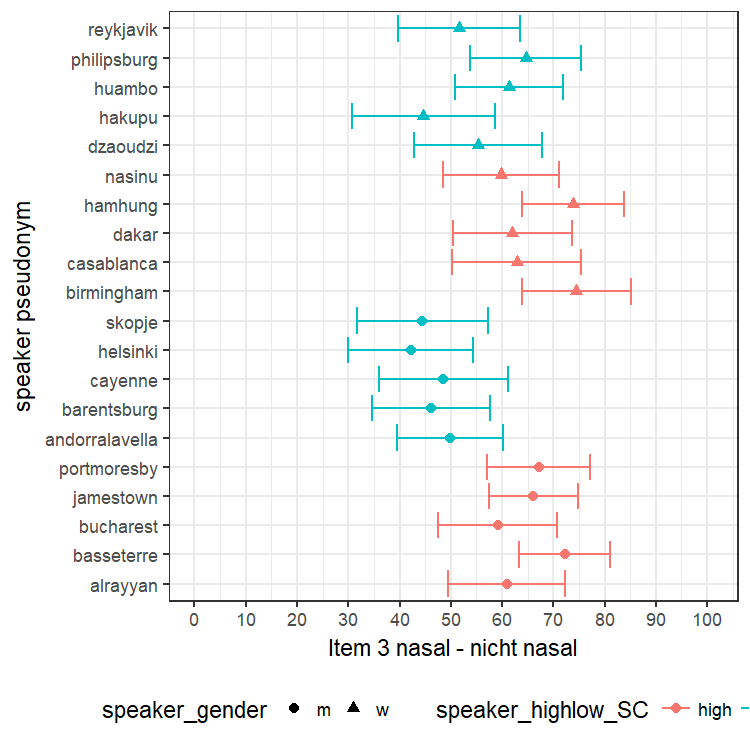 reykjavik
philipsburg
huambo
hakupu
dzaoudzi
nasinu
hamhung
dakar
casablanca
birmingham
skopje
helsinki
cayenne
barentsburg
andorralavella
portmoresby
jamestown
bucharest
basseterre
alrayyan
speaker pseudonym
0 10 20 30 40 50 60 70 80 90 100
Item 3 nasal - nicht nasal
speaker_gender m w speaker_highlow_SC high